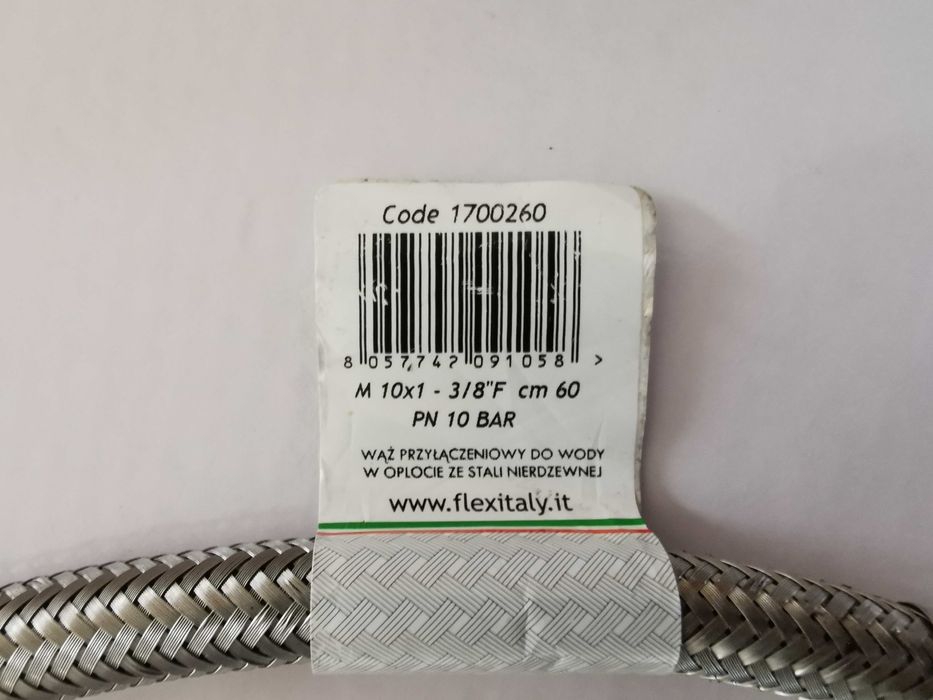 Code 1700260
8 057742 091058 >
M 10x1 - 3/8"F cm 60
PN 10 BAR
WĄŻ PRZYŁĄCZENIOWY DO WODY
W OPLOCIE ZE STALI NIERDZEWNEJ
www.flexitaly.it